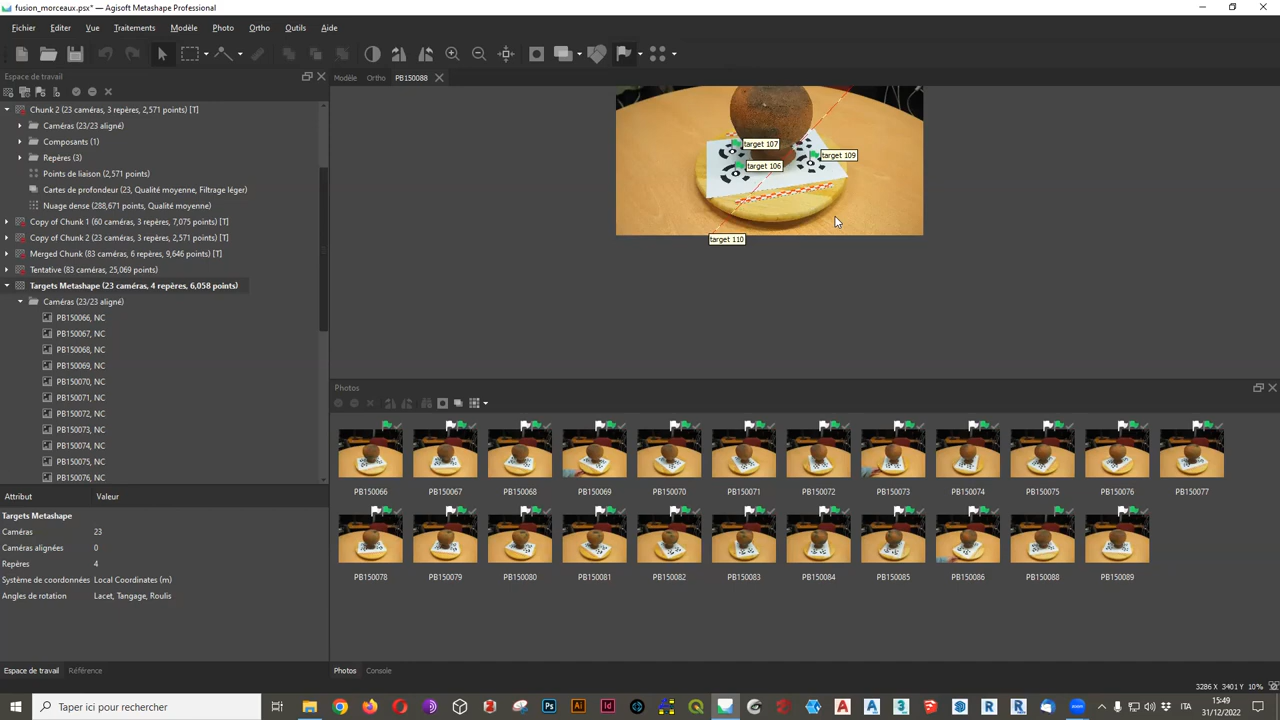 fusion_morceaux.psx* — Agisoft Metashape Professional
Fichier Editer Vue Traitements Modèle Photo Ortho Outils Aide
Espace de travail
Modèle Ortho PB150088
Chunk 2 (23 caméras, 3 repères, 2,571 points) [T]
Caméras (23/23 aligné)
Composants (1)
Repères (3)
Points de liaison (2,571 points)
Cartes de profondeur (23, Qualité moyenne, Filtrage léger)
Nuage dense (288,671 points, Qualité moyenne)
Copy of Chunk 1 (60 caméras, 3 repères, 7,075 points) [T]
Copy of Chunk 2 (23 caméras, 3 repères, 2,571 points) [T]
Merged Chunk (83 caméras, 6 repères, 9,646 points) [T]
Tentative (83 caméras, 25,069 points)
Targets Metashape (23 caméras, 4 repères, 6,058 points)
Caméras (23/23 aligné)
PB150066, NC
PB150067, NC
PB150068, NC
PB150069, NC
PB150070, NC
PB150071, NC
PB150072, NC
PB150073, NC
PB150074, NC
PB150075, NC
PB150076, NC
target 107
target 109
target 106
target 110
Photos
PB150066 PB150067 PB150068 PB150069 PB150070 PB150071 PB150072 PB150073 PB150074 PB150075 PB150076 PB150077
PB150078 PB150079 PB150080 PB150081 PB150082 PB150083 PB150084 PB150085 PB150086 PB150088 PB150089
Attribut Valeur
Targets Metashape
Caméras 23
Caméras alignées 0
Repères 4
Système de coordonnées Local Coordinates (m)
Angles de rotation Lacet, Tangage, Roulis
Espace de travail Référence
Photos Console
3286 X 3401 Y 10%
Taper ici pour rechercher
Ps Ai Id
A A 3 R R
zoom
ITA
15:49
31/12/2022